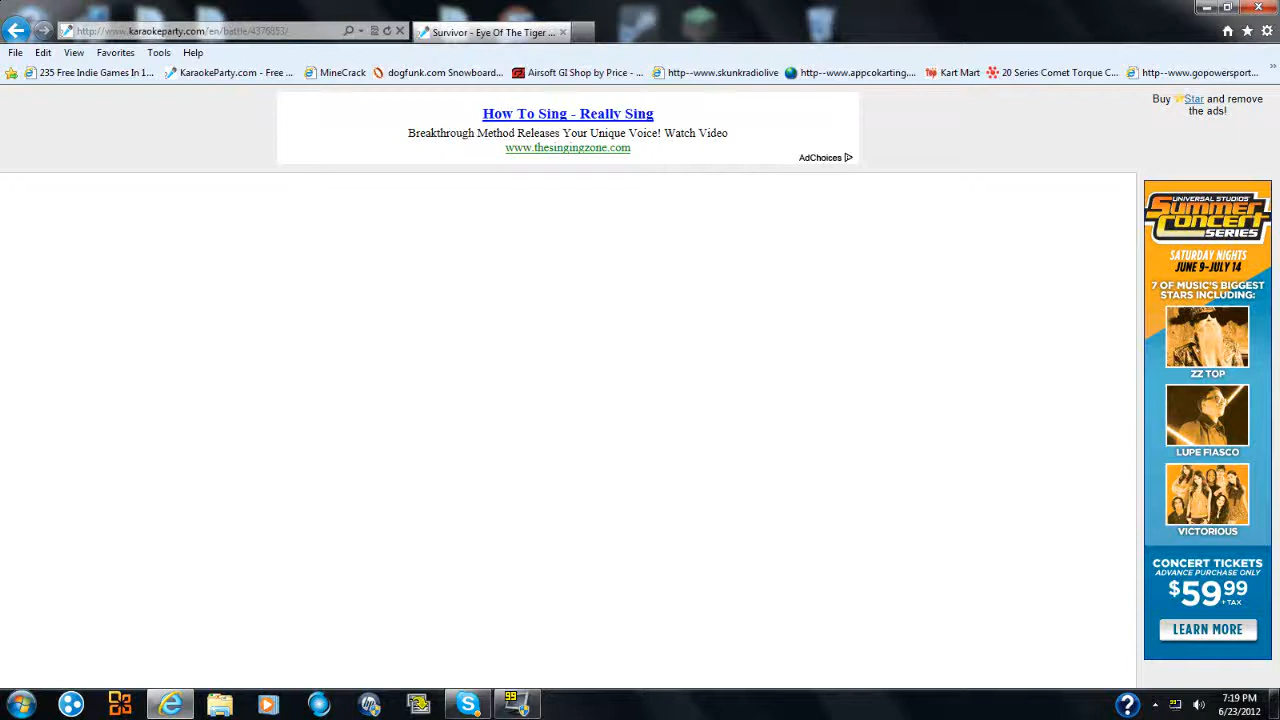 http://www.karaokeparty.com/en/battle/4376853/
Survivor - Eye Of The Tiger ...
File Edit View Favorites Tools Help
235 Free Indie Games In 1... KaraokeParty.com - Free ... MineCrack dogfunk.com Snowboard... Airsoft GI Shop by Price - ... http--www.skunkradiolive http--www.appcokarting.... Kart Mart 20 Series Comet Torque C... http--www.gopowersport...
How To Sing - Really Sing
Breakthrough Method Releases Your Unique Voice! Watch Video
www.thesingingzone.com
AdChoices
Buy Star and remove
the ads!
UNIVERSAL STUDIOS
SUMMER
CONCERT
SERIES
SATURDAY NIGHTS
JUNE 9-JULY 14
7 OF MUSIC'S BIGGEST
STARS INCLUDING:
ZZ TOP
LUPE FIASCO
VICTORIOUS
CONCERT TICKETS
ADVANCE PURCHASE ONLY
$59.99
+TAX
LEARN MORE
99
7:19 PM
6/23/2012